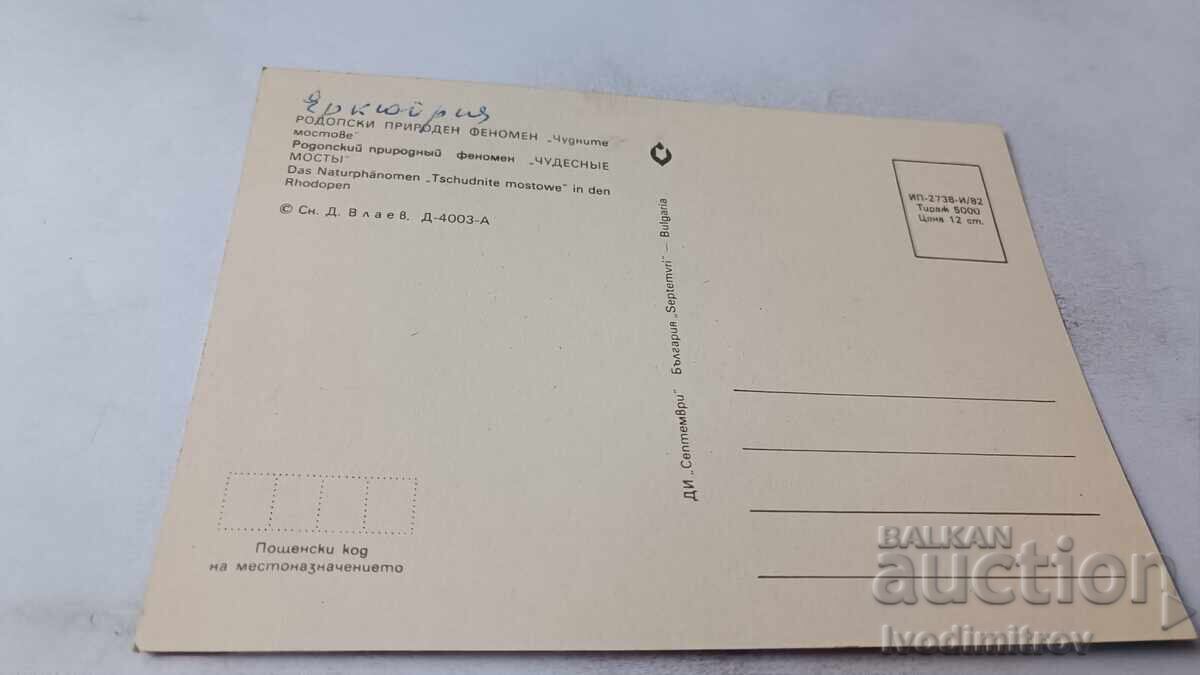 РОДОПСКИ ПРИРОДЕН ФЕНОМЕН „Чудните
мостове"
Родопский природный феномен „ЧУДЕСНЫЕ
МОСТЫ"
Das Naturphänomen „Tschudnite mostowe" in den
Rhodopen
© Сн. Д. Влаев, Д-4003-А
ДИ „Септември" България „Septemvri" — Bulgaria
ИП-2738-И/82
Тираж 5000
Цена 12 ст.
Пощенски код
на местоназначението
BALKAN
auction
Ivodimitrov